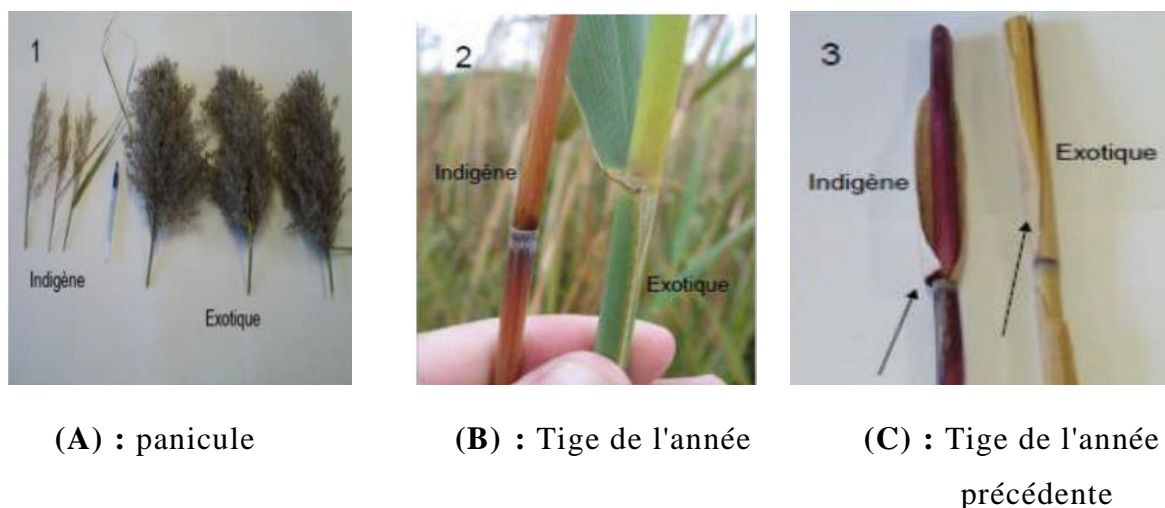 1
Indigène
Exotique
2
Indigène
Exotique
3
Indigène
Exotique
(A) : panicule
(B) : Tige de l'année
(C) : Tige de l'année
précédente